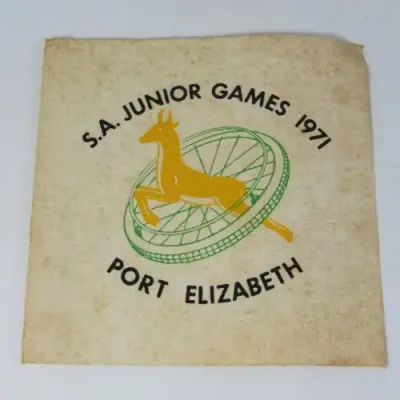 S.A. JUNIOR GAMES 1971
PORT ELIZABETH